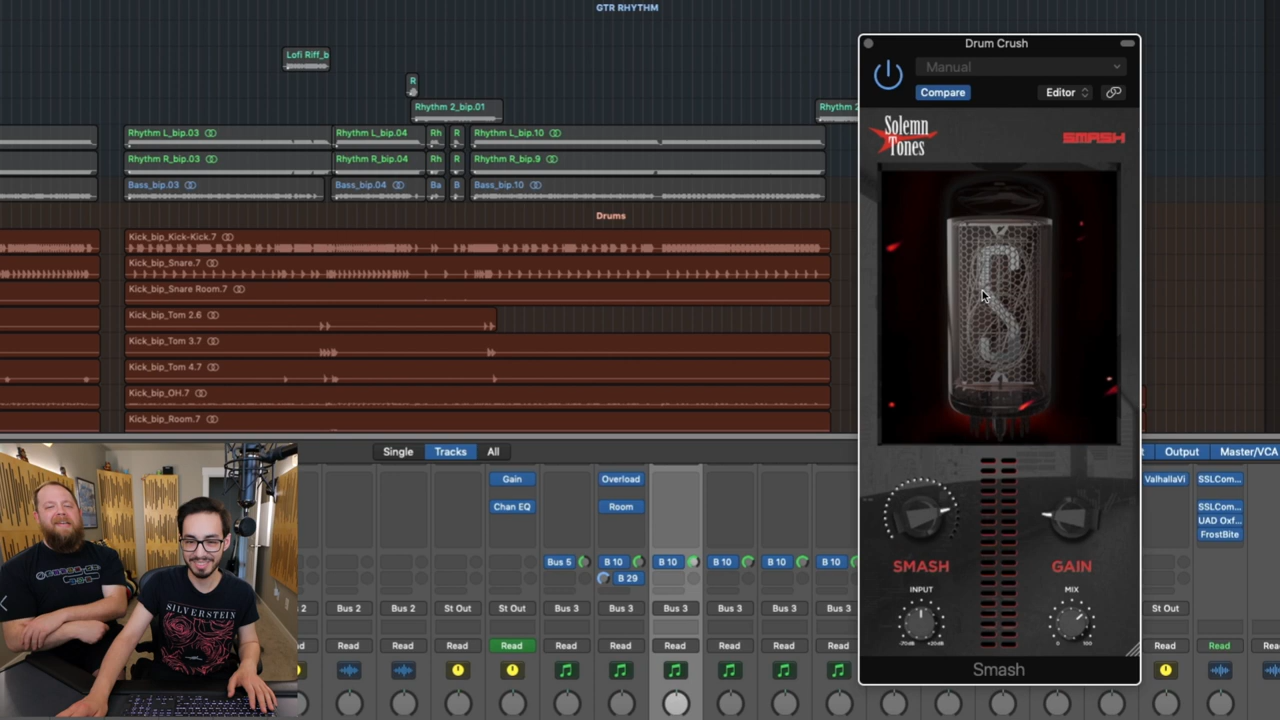 GTR RHYTHM
Lofi Riff_b
R
Rhythm 2_bip.01
Rhythm 2
Rhythm L_bip.03
Rhythm L_bip.04
Rh
R
Rhythm L_bip.10
Rhythm R_bip.03
Rhythm R_bip.04
Rh
R
Rhythm R_bip.9
Bass_bip.03
Bass_bip.04
Ba
B
Bass_bip.10
Drums
Kick_bip_Kick-Kick.7
Kick_bip_Snare.7
Kick_bip_Snare Room.7
Kick_bip_Tom 2.6
Kick_bip_Tom 3.7
Kick_bip_Tom 4.7
Kick_bip_OH.7
Kick_bip_Room.7
Drum Crush
Manual
Compare
Editor
Solemn
Tones
SMASH
S
SMASH
GAIN
INPUT
MIX
-70dB +20dB
0 100
Smash
Single Tracks All
t Output Master/VCA
Gain Overload ValhallaVi SSLCom...
Chan EQ Room SSLCom...
UAD Oxf...
FrostBite
Bus 5 B 10 B 10 B 10 B 10 B 10
B 29
2 Bus 2 Bus 2 St Out St Out Bus 3 Bus 3 Bus 3 Bus 3 Bus 3 Bus 3 St Out
d Read Read Read Read Read Read Read Read Read Read Read Read Rea
SILVERSTEIN